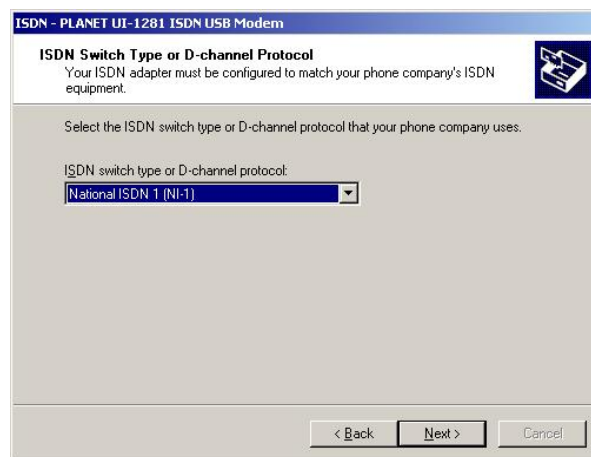 ISDN - PLANET UI-1281 ISDN USB Modem
ISDN Switch Type or D-channel Protocol
Your ISDN adapter must be configured to match your phone company's ISDN
equipment.
Select the ISDN switch type or D-channel protocol that your phone company uses.
ISDN switch type or D-channel protocol:
National ISDN 1 (NI-1)
< Back Next > Cancel